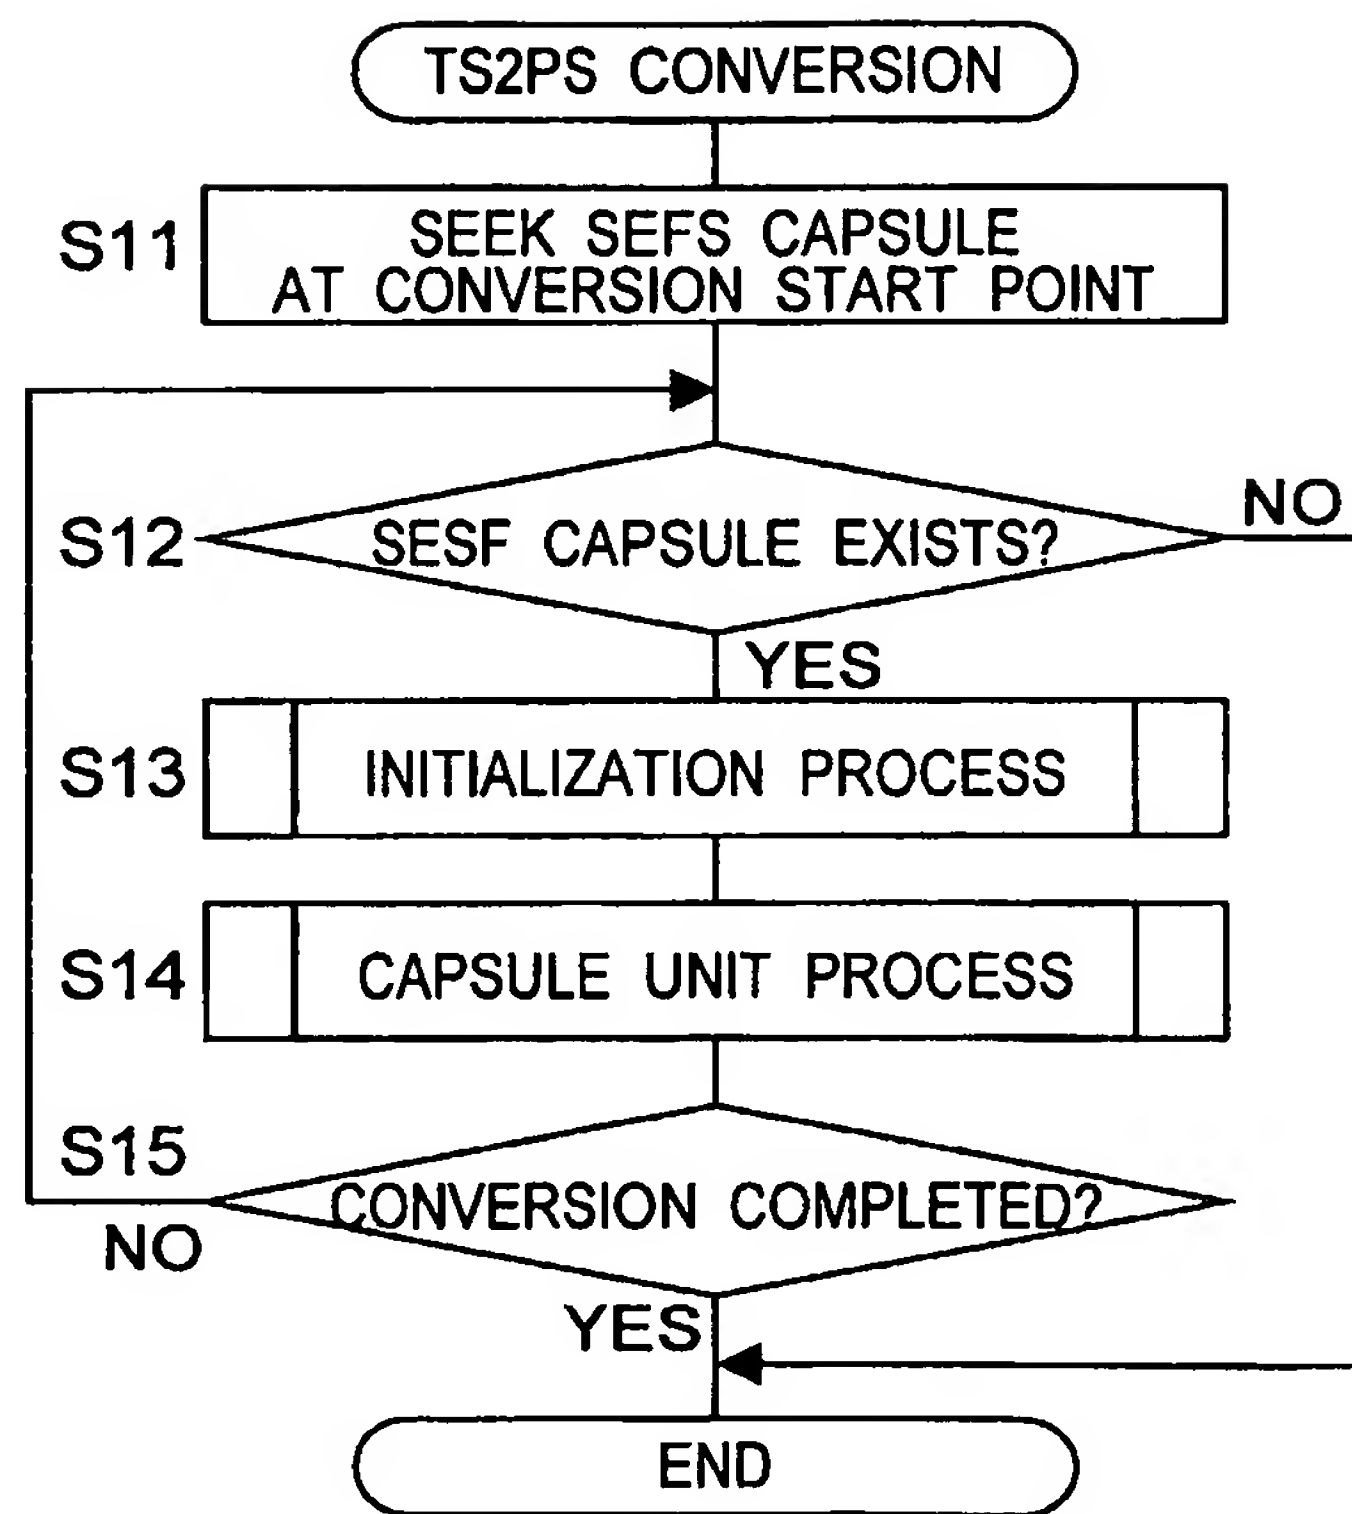 TS2PS CONVERSION
S11
SEEK SEFS CAPSULE
AT CONVERSION START POINT
S12
SESF CAPSULE EXISTS?
NO
YES
S13
INITIALIZATION PROCESS
S14
CAPSULE UNIT PROCESS
S15
CONVERSION COMPLETED?
NO
YES
END